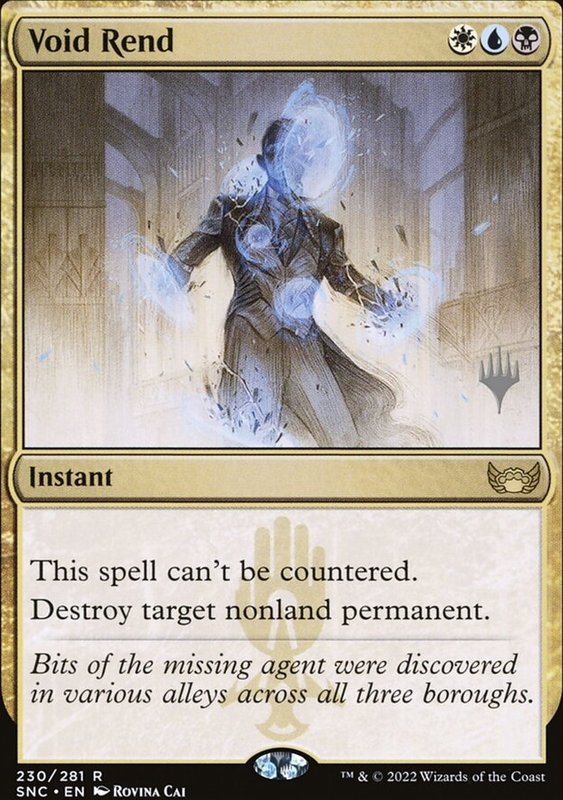 Void Rend
Instant
This spell can't be countered.
Destroy target nonland permanent.
Bits of the missing agent were discovered
in various alleys across all three boroughs.
230/281 R
SNC • EN Rovina Cai
™ & © 2022 Wizards of the Coast